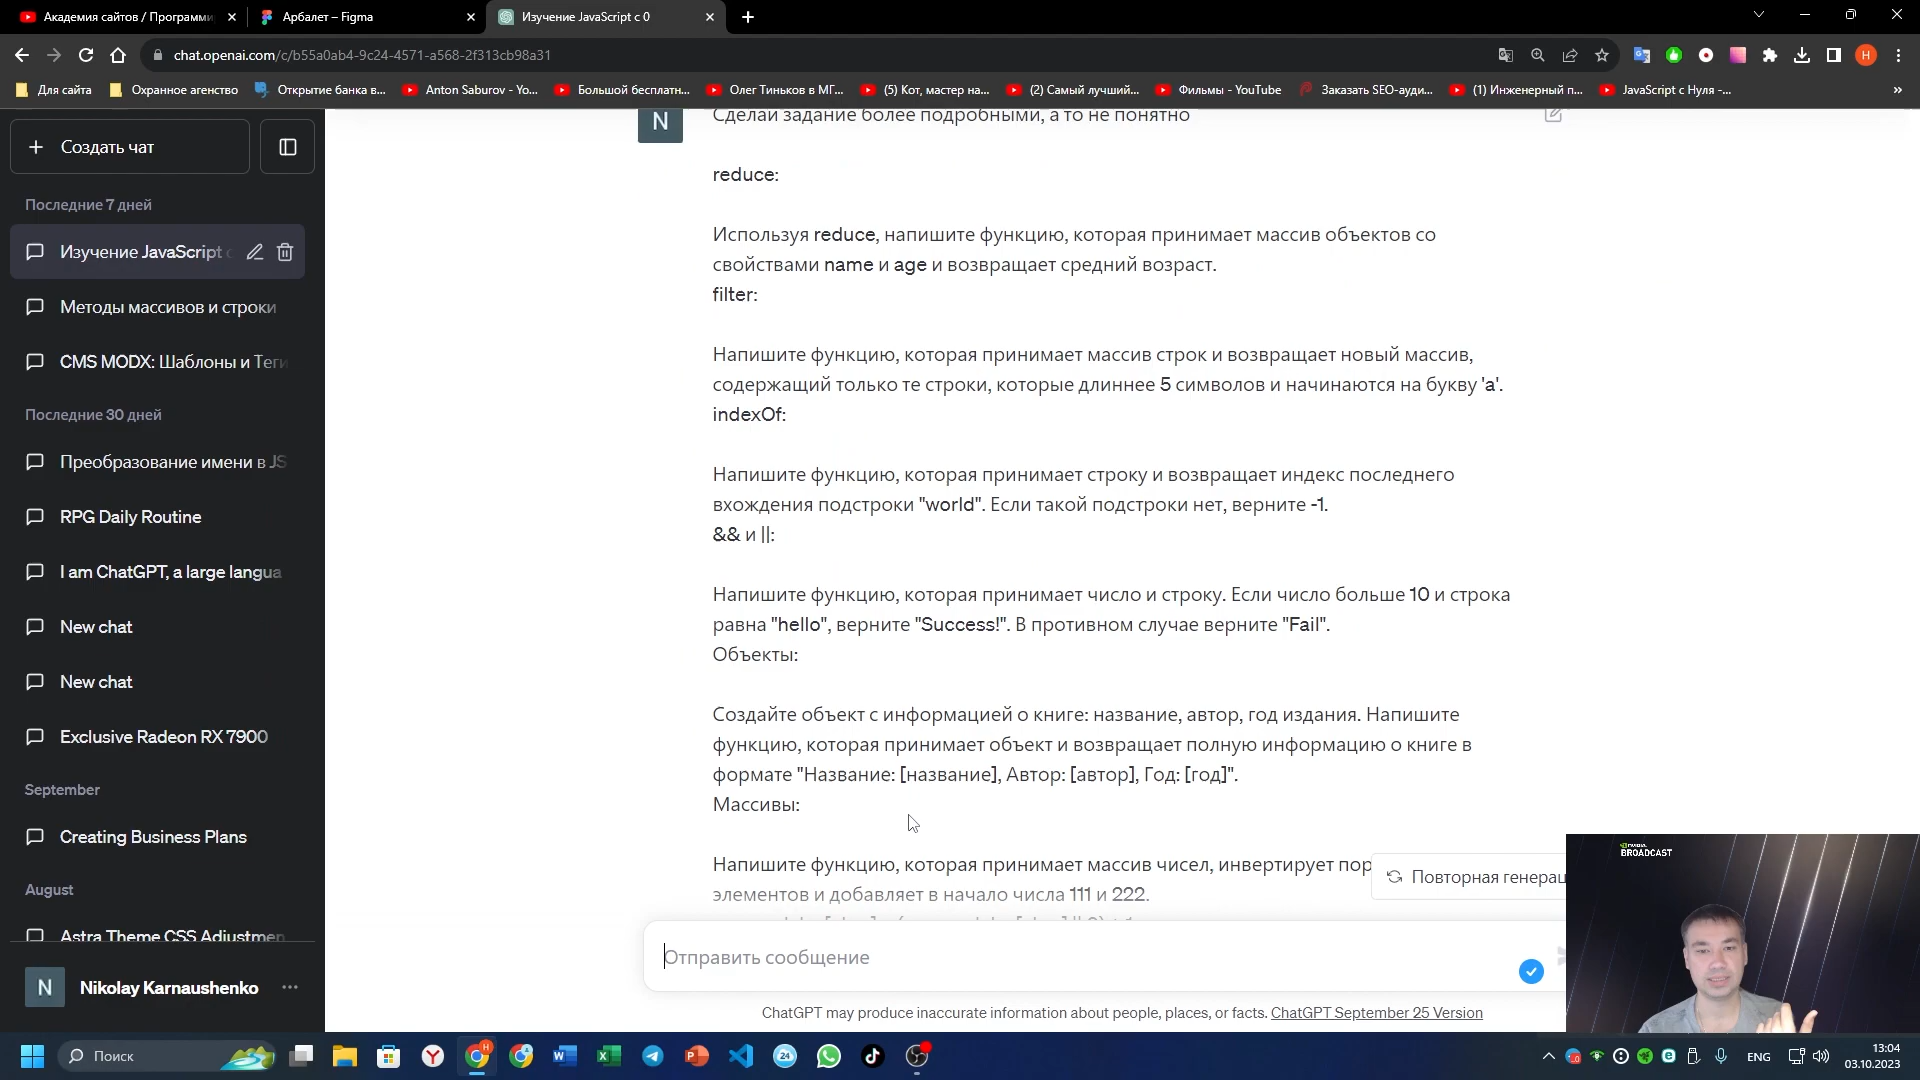 Академия сайтов / Программи
Арбалет – Figma
Изучение JavaScript с 0
chat.openai.com/c/b55a0ab4-9c24-4571-a568-2f313cb98a31
H
Для сайта
Охранное агенство
Открытие банка в...
Anton Saburov - Yo...
Большой бесплатн...
Олег Тиньков в МГ...
(5) Кот, мастер на...
(2) Самый лучший...
Фильмы - YouTube
Заказать SEO-ауди...
(1) Инженерный п...
JavaScript с Нуля -...
»
+ Создать чат
Последние 7 дней
Изучение JavaScript с
Методы массивов и строки
CMS MODX: Шаблоны и Теги
Последние 30 дней
Преобразование имени в JS
RPG Daily Routine
I am ChatGPT, a large langua
New chat
New chat
Exclusive Radeon RX 7900
September
Creating Business Plans
August
Astra Theme CSS Adjustmen
N
Nikolay Karnaushenko
N
Сделай задание более подробными, а то не понятно
reduce:
Используя reduce, напишите функцию, которая принимает массив объектов со
свойствами name и age и возвращает средний возраст.
filter:
Напишите функцию, которая принимает массив строк и возвращает новый массив,
содержащий только те строки, которые длиннее 5 символов и начинаются на букву 'a'.
indexOf:
Напишите функцию, которая принимает строку и возвращает индекс последнего
вхождения подстроки "world". Если такой подстроки нет, верните -1.
&& и ||:
Напишите функцию, которая принимает число и строку. Если число больше 10 и строка
равна "hello", верните "Success!". В противном случае верните "Fail".
Объекты:
Создайте объект с информацией о книге: название, автор, год издания. Напишите
функцию, которая принимает объект и возвращает полную информацию о книге в
формате "Название: [название], Автор: [автор], Год: [год]".
Массивы:
Напишите функцию, которая принимает массив чисел, инвертирует пор
элементов и добавляет в начало числа 111 и 222.
Повторная генерац
Отправить сообщение
ChatGPT may produce inaccurate information about people, places, or facts. ChatGPT September 25 Version
NVIDIA
BROADCAST
Поиск
24
ENG
13:04
03.10.2023